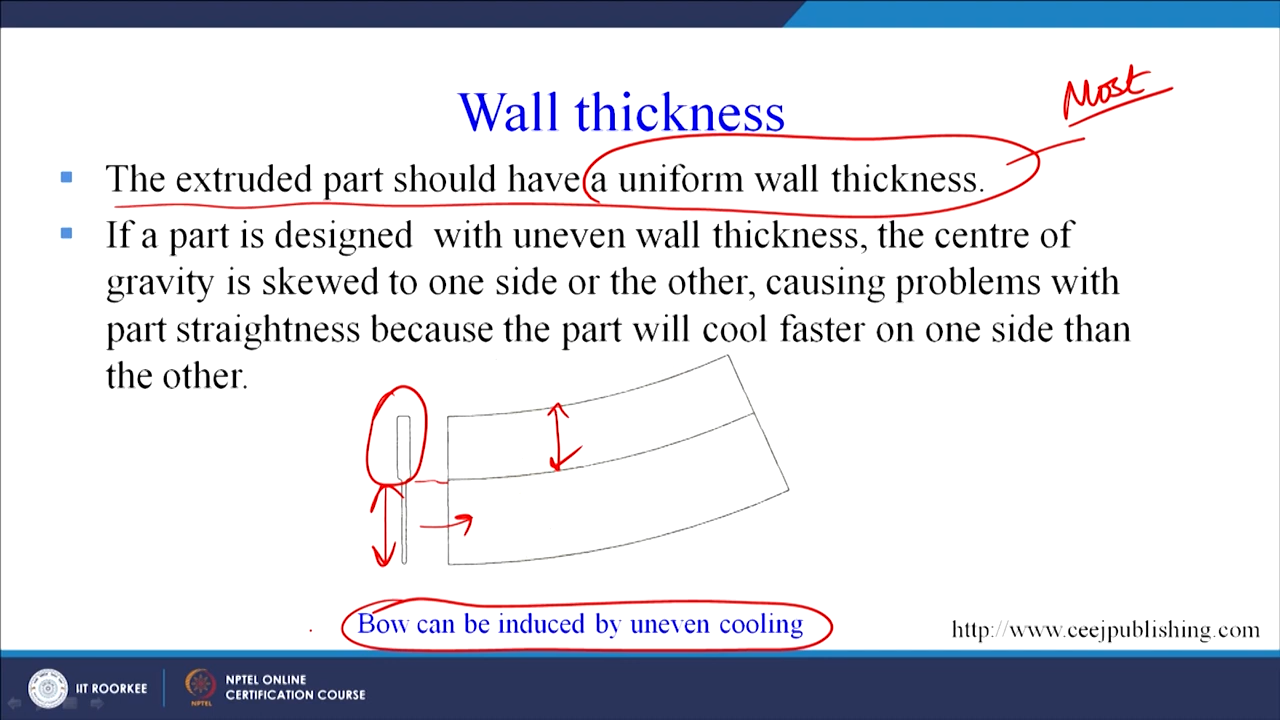 Most
Wall thickness
The extruded part should have a uniform wall thickness.
If a part is designed with uneven wall thickness, the centre of
gravity is skewed to one side or the other, causing problems with
part straightness because the part will cool faster on one side than
the other.
Bow can be induced by uneven cooling
http://www.ceejpublishing.com
IIT ROORKEE
NPTEL
NPTEL ONLINE
CERTIFICATION COURSE